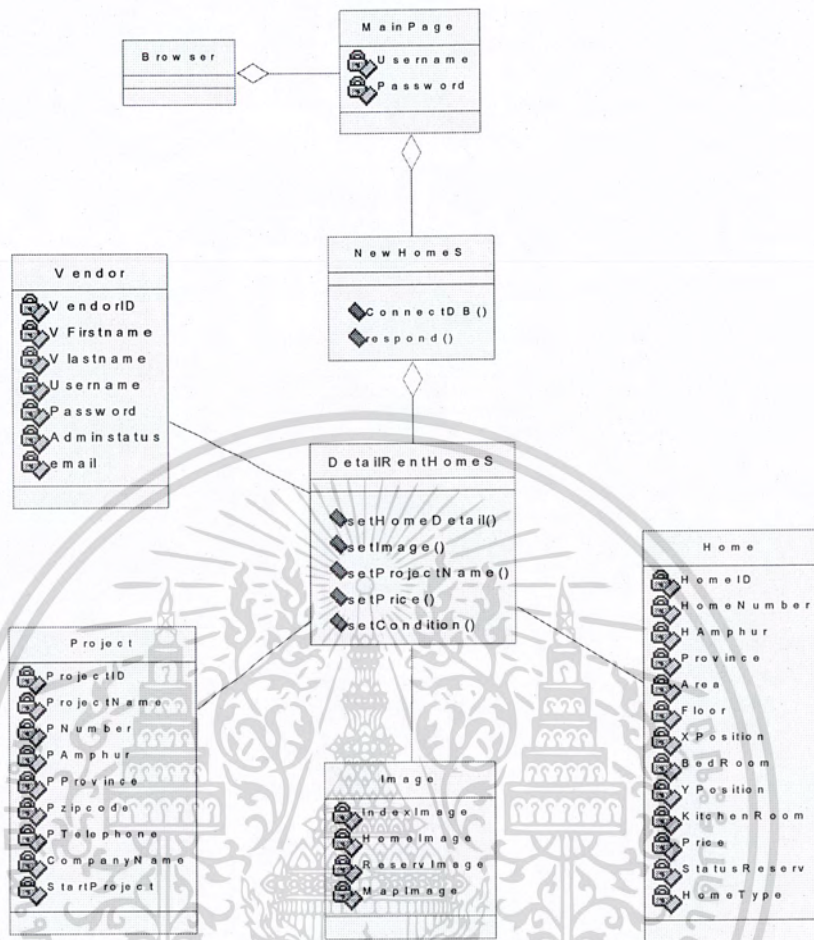 Browser
MainPage
Username
Password
NewHomeS
ConnectDB()
respond()
Vendor
VendorID
VFirstname
Vlastname
Username
Password
Adminstatus
email
DetailRentHomeS
setHomeDetail()
setImage()
setProjectName()
setPrice()
setCondition()
Home
HomeID
HomeNumber
HAmphur
Province
Area
Floor
XPosition
BedRoom
YPosition
KitchenRoom
Price
StatusReserv
HomeType
Project
ProjectID
ProjectName
PNumber
PAmphur
PProvince
Pzipcode
PTelephone
CompanyName
StartProject
Image
IndexImage
HomeImage
ReservImage
MapImage